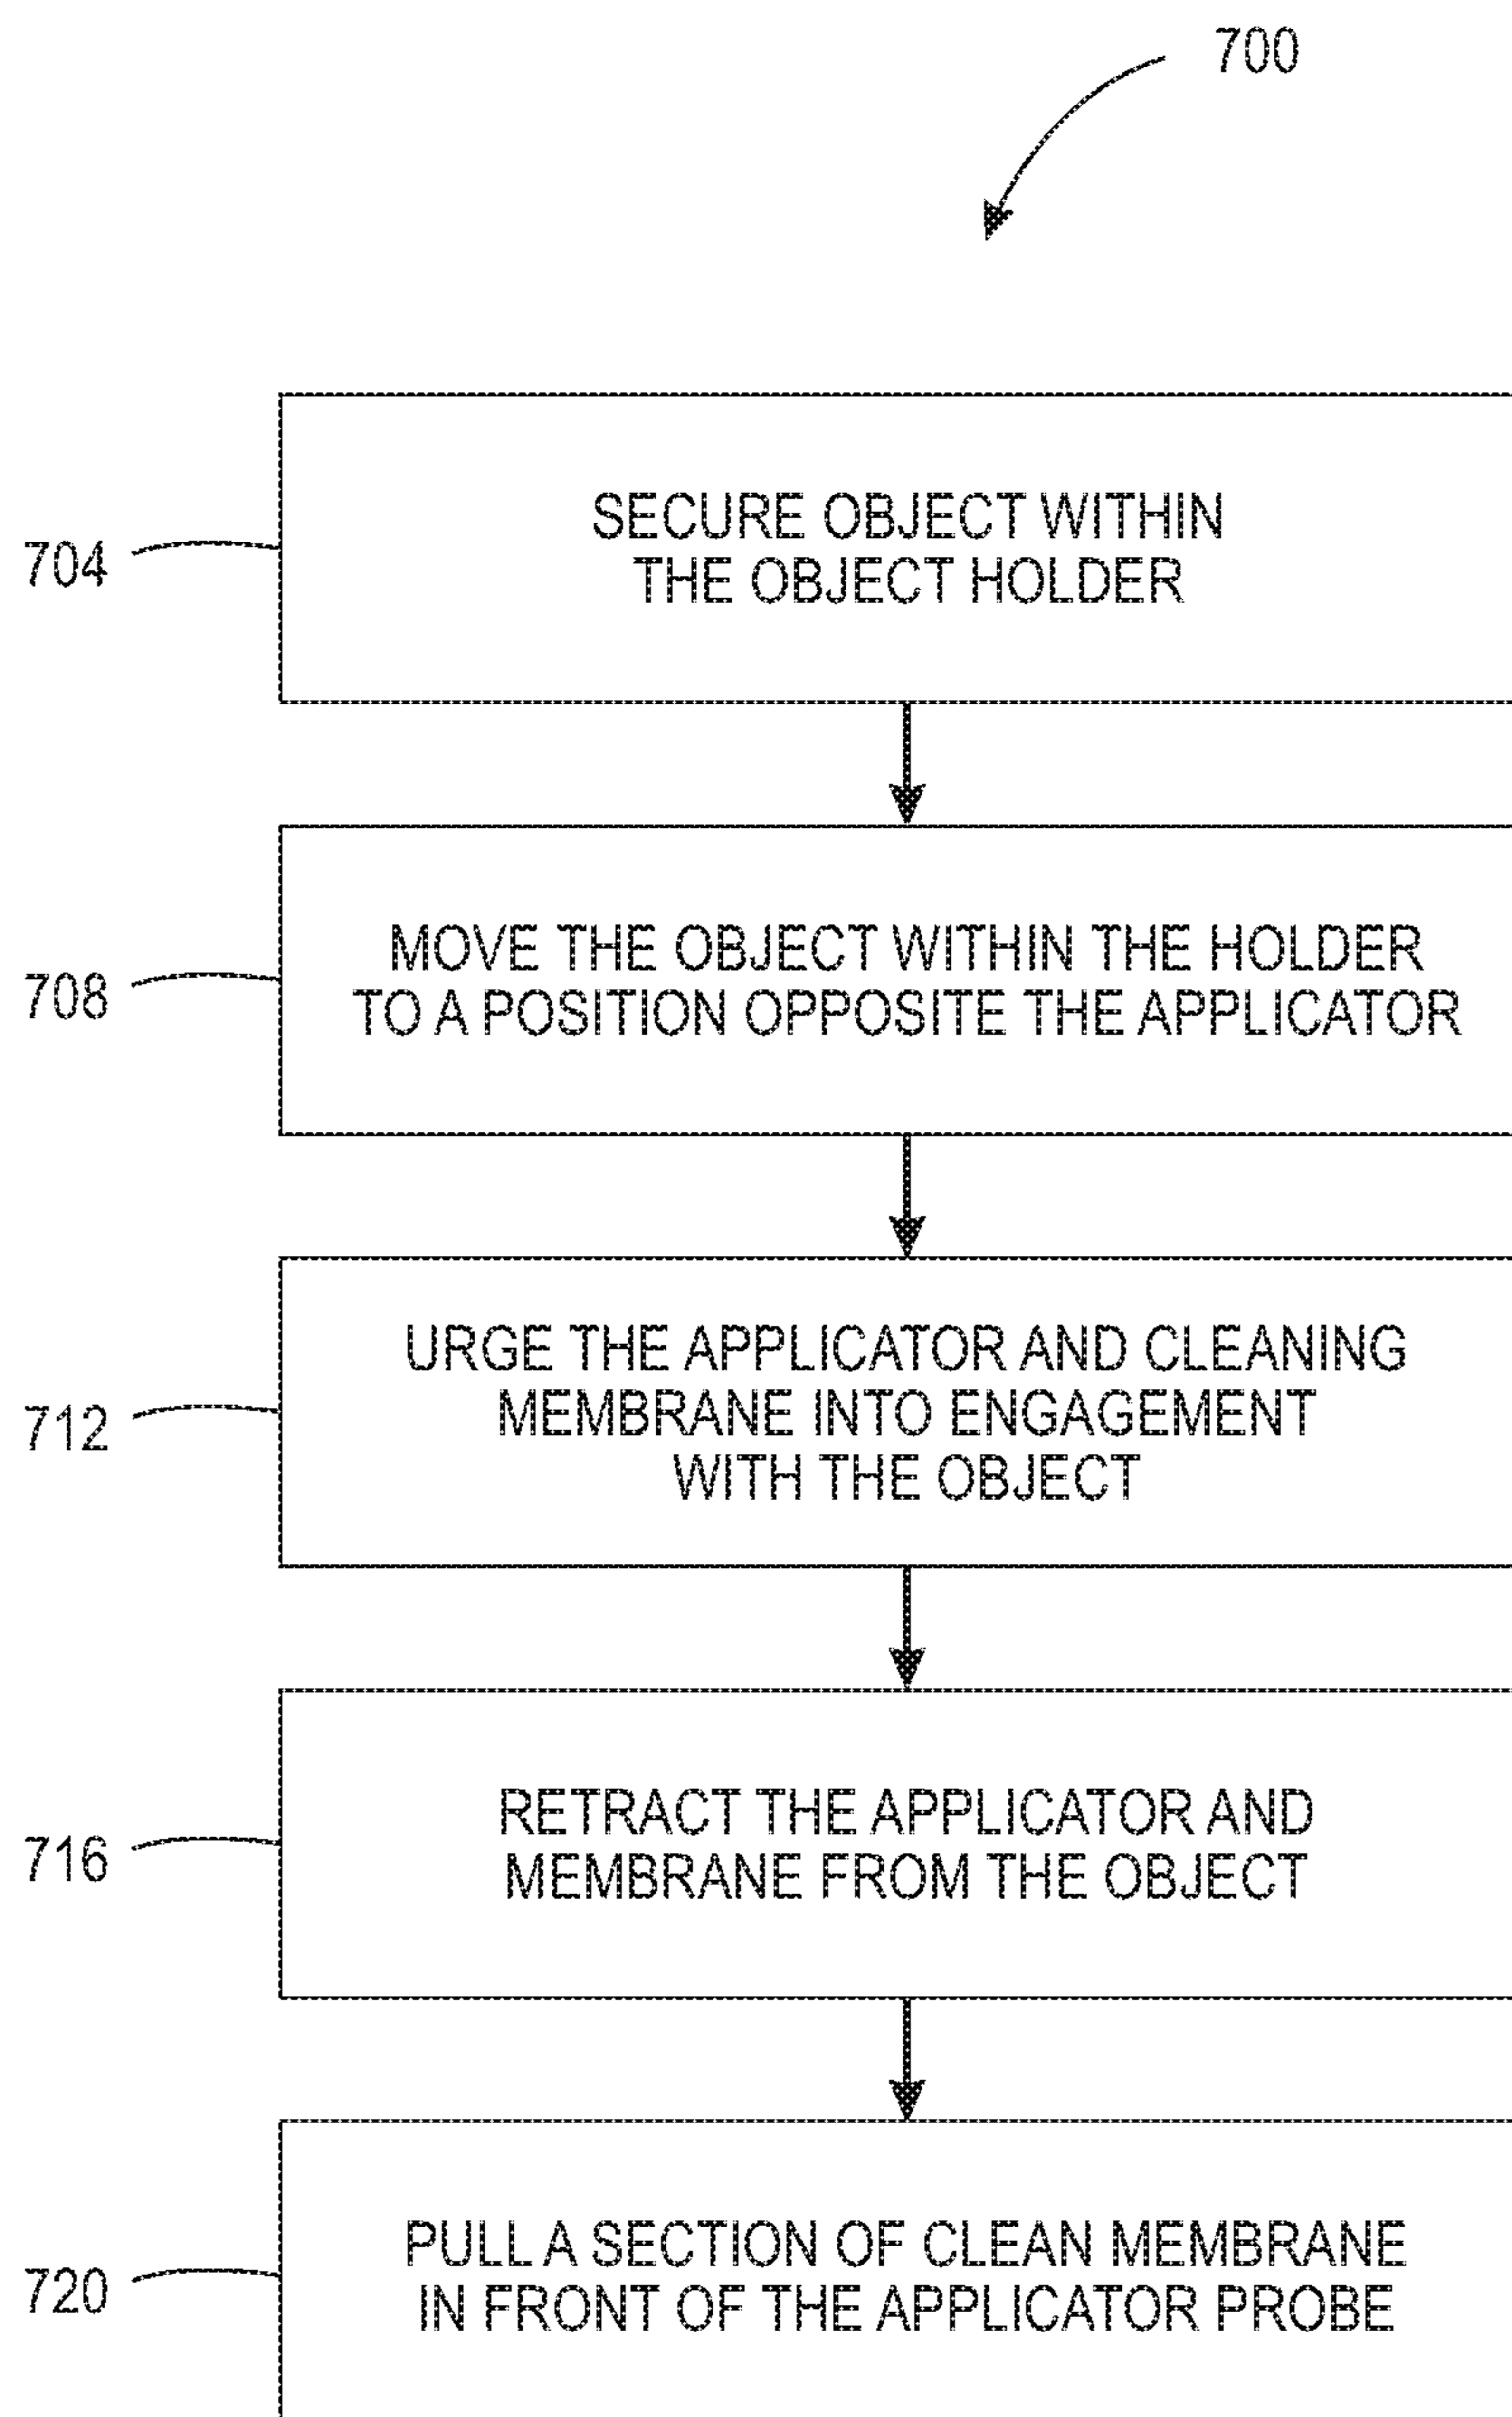 700
704
SECURE OBJECT WITHIN
THE OBJECT HOLDER
708
MOVE THE OBJECT WITHIN THE HOLDER
TO A POSITION OPPOSITE THE APPLICATOR
712
URGE THE APPLICATOR AND CLEANING
MEMBRANE INTO ENGAGEMENT
WITH THE OBJECT
716
RETRACT THE APPLICATOR AND
MEMBRANE FROM THE OBJECT
720
PULL A SECTION OF CLEAN MEMBRANE
IN FRONT OF THE APPLICATOR PROBE